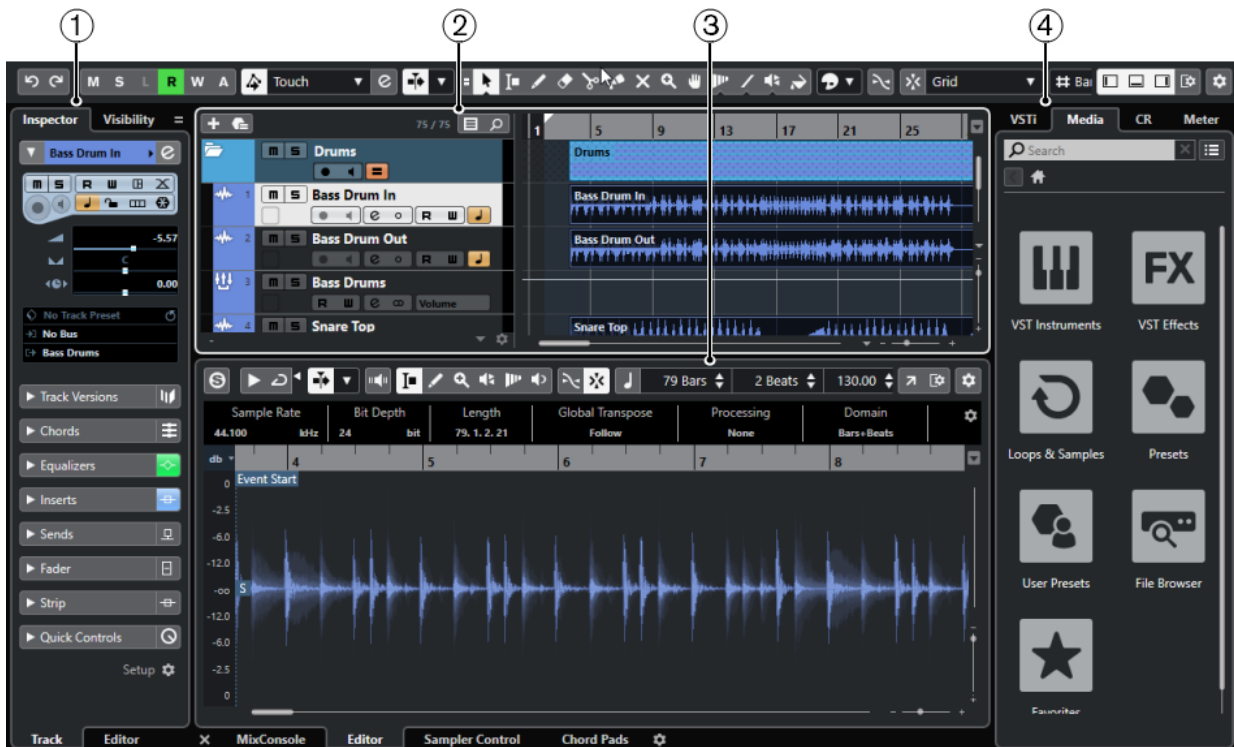 1 2 3 4
M S L R W A Touch Grid Bar
Inspector Visibility
Bass Drum In
R W
-5.57
C
0.00
No Track Preset
No Bus
Bass Drums
Track Versions
Chords
Equalizers
Inserts
Sends
Fader
Strip
Quick Controls
Setup
Track Editor
75 / 75
m S Drums
1 m S Bass Drum In
R W
2 m S Bass Drum Out
R W
3 m S Bass Drums
R W Volume
4 m S Snare Top
1 5 9 13 17 21 25
Drums
Bass Drum In
Bass Drum Out
Snare Top
79 Bars 2 Beats 130.00
Sample Rate Bit Depth Length Global Transpose Processing Domain
44.100 kHz 24 bit 79. 1. 2. 21 Follow None Bars+Beats
db 4 5 6 7 8
Event Start
0
-2.5
-6.0
-12.0
-oo
S
-12.0
-6.0
-2.5
0
MixConsole Editor Sampler Control Chord Pads
VSTi Media CR Meter
Search
VST Instruments
FX
VST Effects
Loops & Samples
Presets
User Presets
File Browser
Favorites